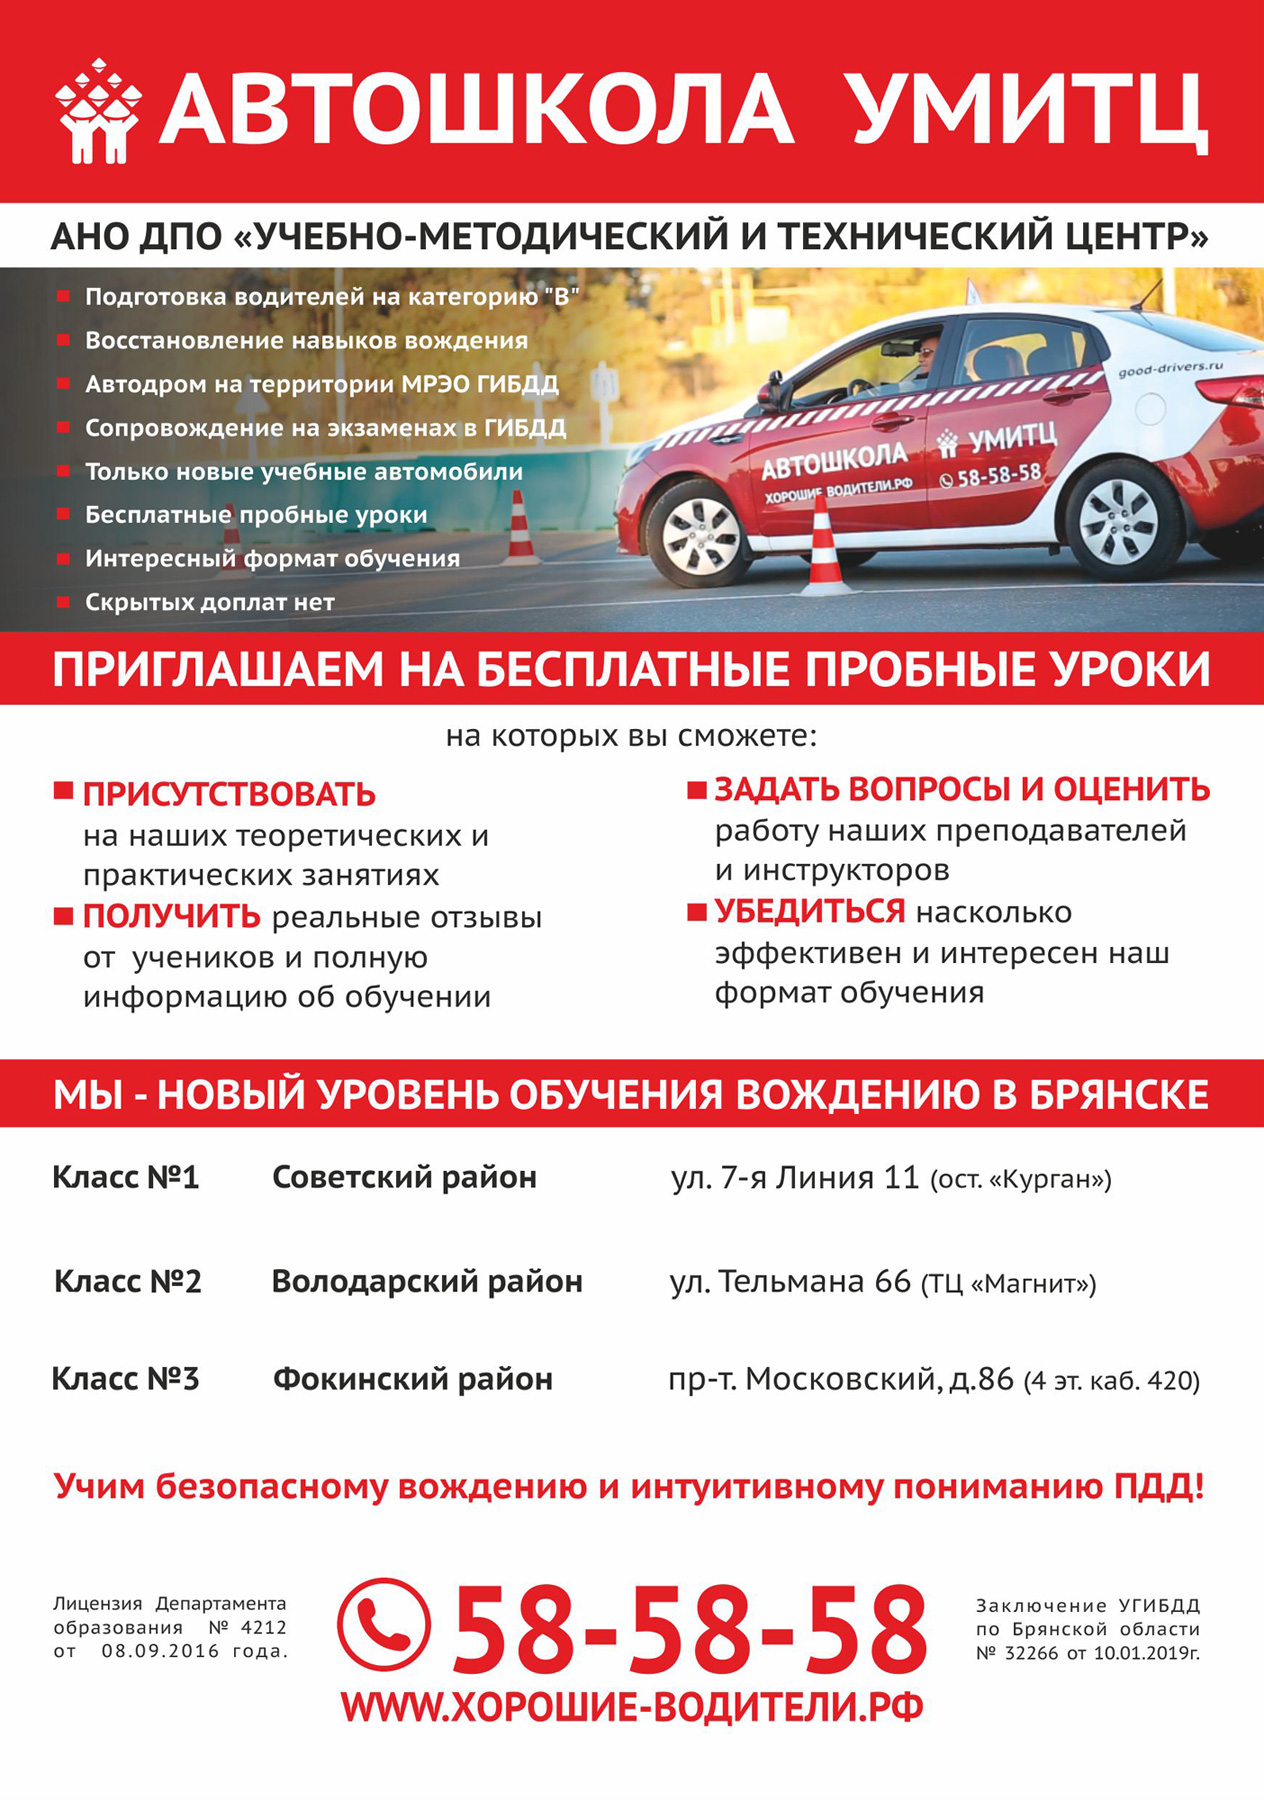 АВТОШКОЛА УМИТЦ
АНО ДПО «УЧЕБНО-МЕТОДИЧЕСКИЙ И ТЕХНИЧЕСКИЙ ЦЕНТР»
Подготовка водителей на категорию "В"
Восстановление навыков вождения
Автодром на территории МРЭО ГИБДД
Сопровождение на экзаменах в ГИБДД
Только новые учебные автомобили
Бесплатные пробные уроки
Интересный формат обучения
Скрытых доплат нет
good-drivers.ru
АВТОШКОЛА УМИТЦ
ХОРОШИЕ ВОДИТЕЛИ.РФ 58-58-58
ПРИГЛАШАЕМ НА БЕСПЛАТНЫЕ ПРОБНЫЕ УРОКИ
на которых вы сможете:
ПРИСУТСТВОВАТЬ
на наших теоретических и
практических занятиях
ПОЛУЧИТЬ реальные отзывы
от учеников и полную
информацию об обучении
ЗАДАТЬ ВОПРОСЫ И ОЦЕНИТЬ
работу наших преподавателей
и инструкторов
УБЕДИТЬСЯ насколько
эффективен и интересен наш
формат обучения
МЫ - НОВЫЙ УРОВЕНЬ ОБУЧЕНИЯ ВОЖДЕНИЮ В БРЯНСКЕ
Класс №1 Советский район ул. 7-я Линия 11 (ост. «Курган»)
Класс №2 Володарский район ул. Тельмана 66 (ТЦ «Магнит»)
Класс №3 Фокинский район пр-т. Московский, д.86 (4 эт. каб. 420)
Учим безопасному вождению и интуитивному пониманию ПДД!
Лицензия Департамента
образования № 4212
от 08.09.2016 года.
58-58-58
WWW.ХОРОШИЕ-ВОДИТЕЛИ.РФ
Заключение УГИБДД
по Брянской области
№ 32266 от 10.01.2019г.